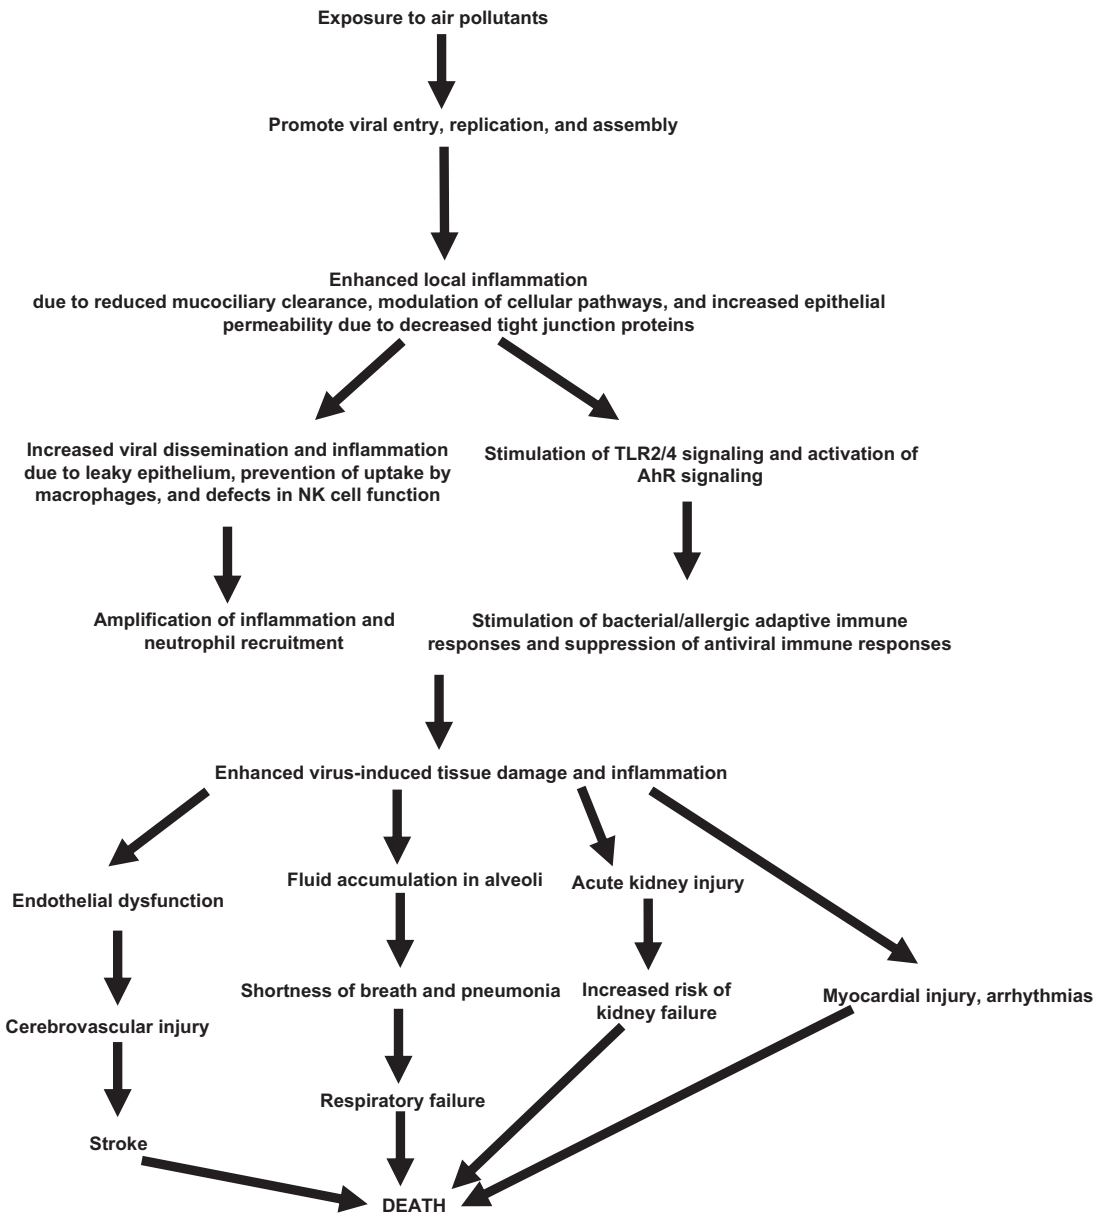 Exposure to air pollutants
Promote viral entry, replication, and assembly
Enhanced local inflammation
due to reduced mucociliary clearance, modulation of cellular pathways, and increased epithelial
permeability due to decreased tight junction proteins
Increased viral dissemination and inflammation
due to leaky epithelium, prevention of uptake by
macrophages, and defects in NK cell function
Stimulation of TLR2/4 signaling and activation of
AhR signaling
Amplification of inflammation and
neutrophil recruitment
Stimulation of bacterial/allergic adaptive immune
responses and suppression of antiviral immune responses
Enhanced virus-induced tissue damage and inflammation
Endothelial dysfunction
Fluid accumulation in alveoli
Acute kidney injury
Cerebrovascular injury
Shortness of breath and pneumonia
Increased risk of
kidney failure
Myocardial injury, arrhythmias
Respiratory failure
Stroke
DEATH